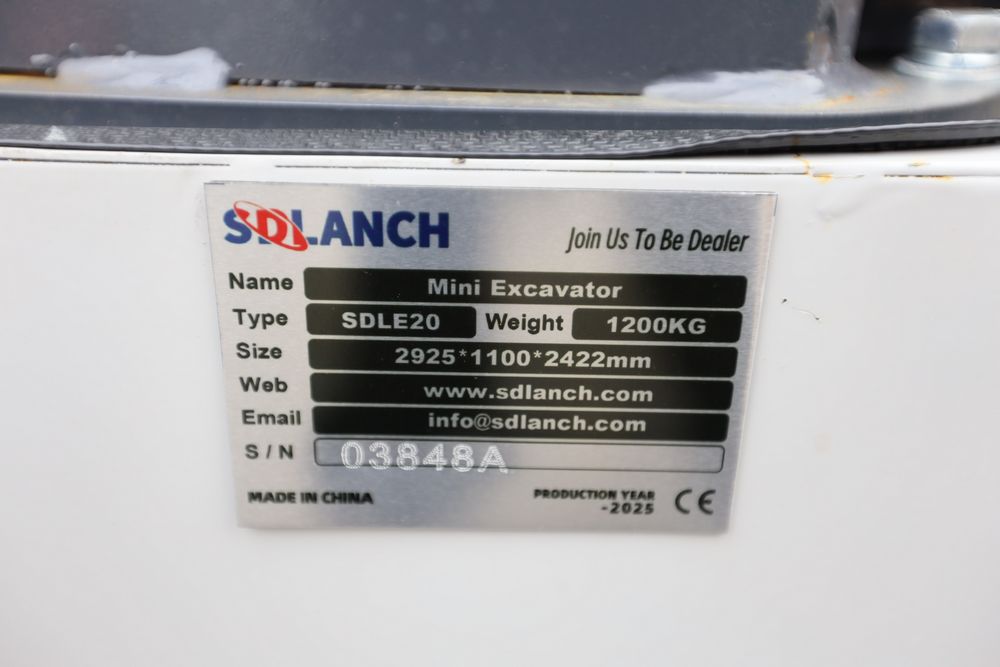 SDLANCH
Join Us To Be Dealer
Name Mini Excavator
Type SDLE20 Weight 1200KG
Size 2925*1100*2422mm
Web www.sdlanch.com
Email info@sdlanch.com
S/N 03848A
MADE IN CHINA
PRODUCTION YEAR
-2025
CE